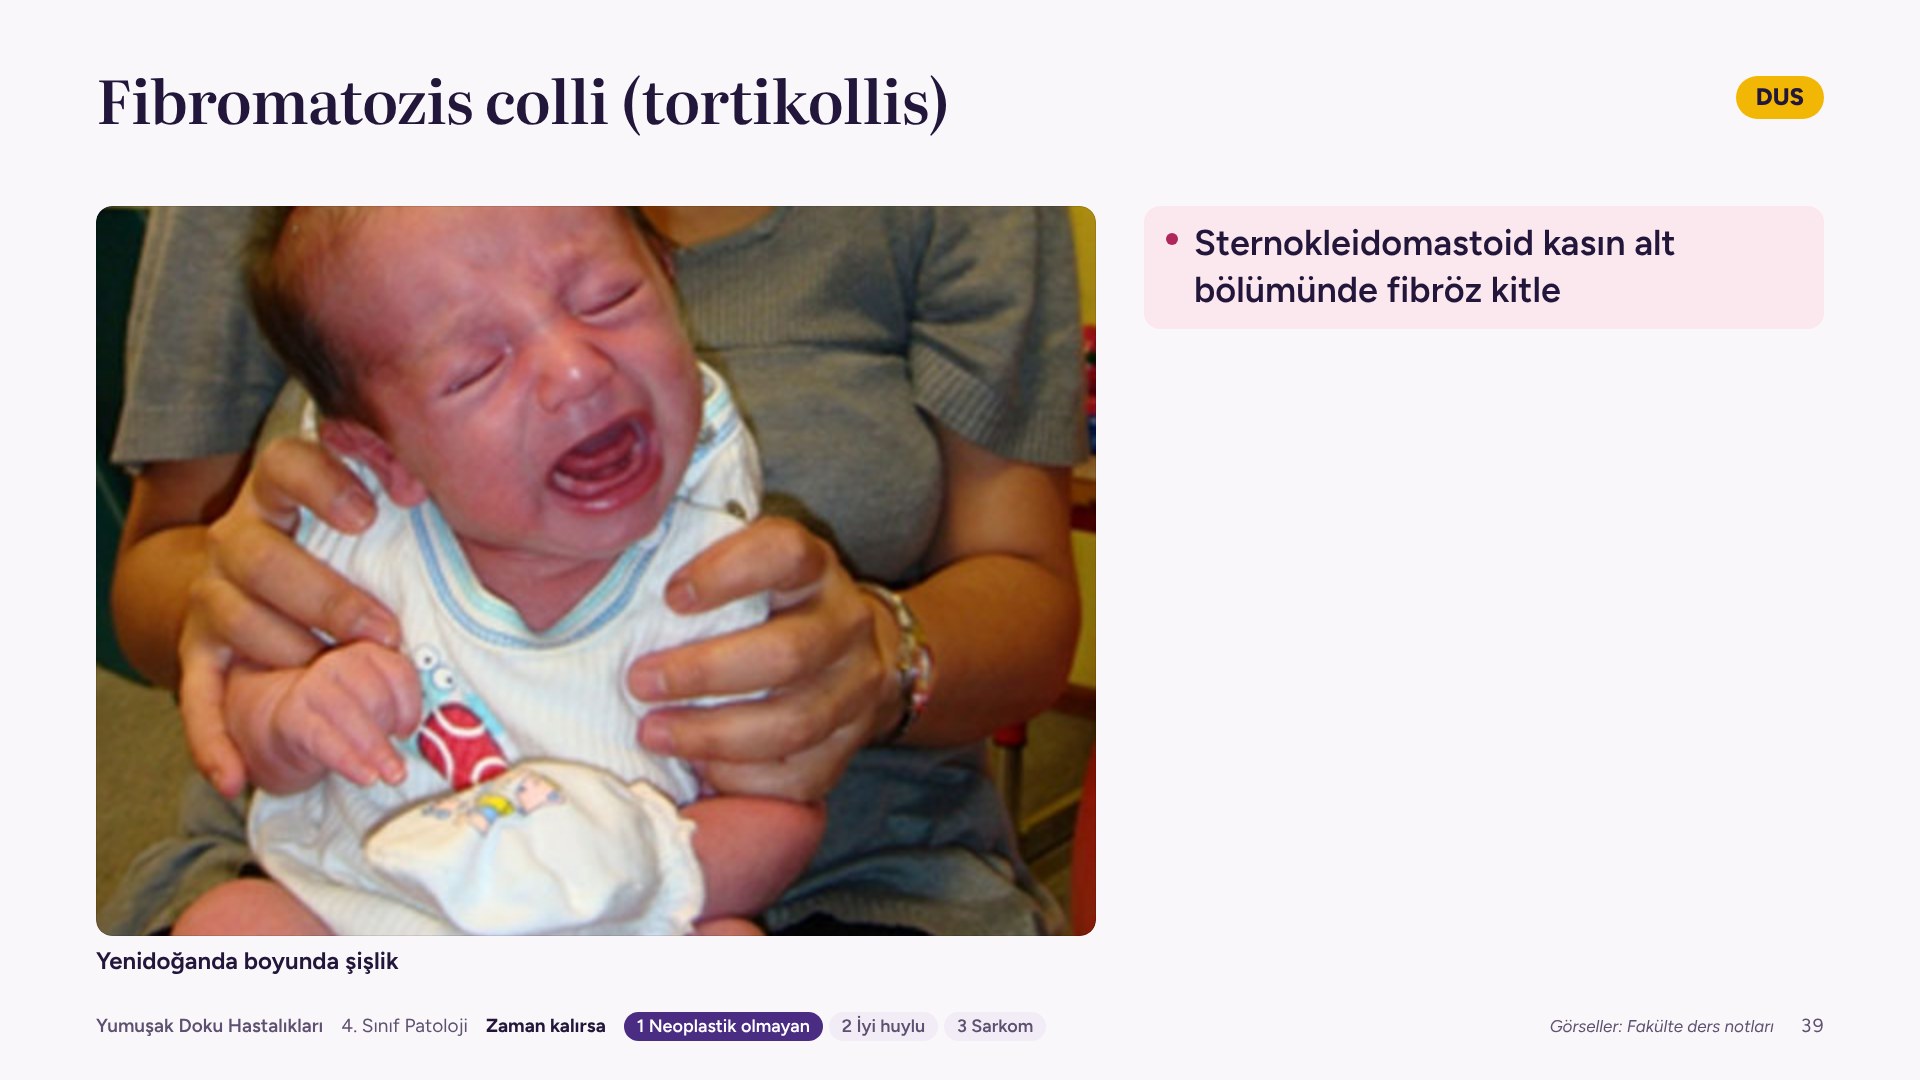 Fibromatozis colli (tortikollis)
DUS
Sternokleidomastoid kasın alt
bölümünde fibröz kitle
Yenidoğanda boyunda şişlik
Yumuşak Doku Hastalıkları 4. Sınıf Patoloji Zaman kalırsa 1 Neoplastik olmayan 2 İyi huylu 3 Sarkom
Görseller: Fakülte ders notları 39